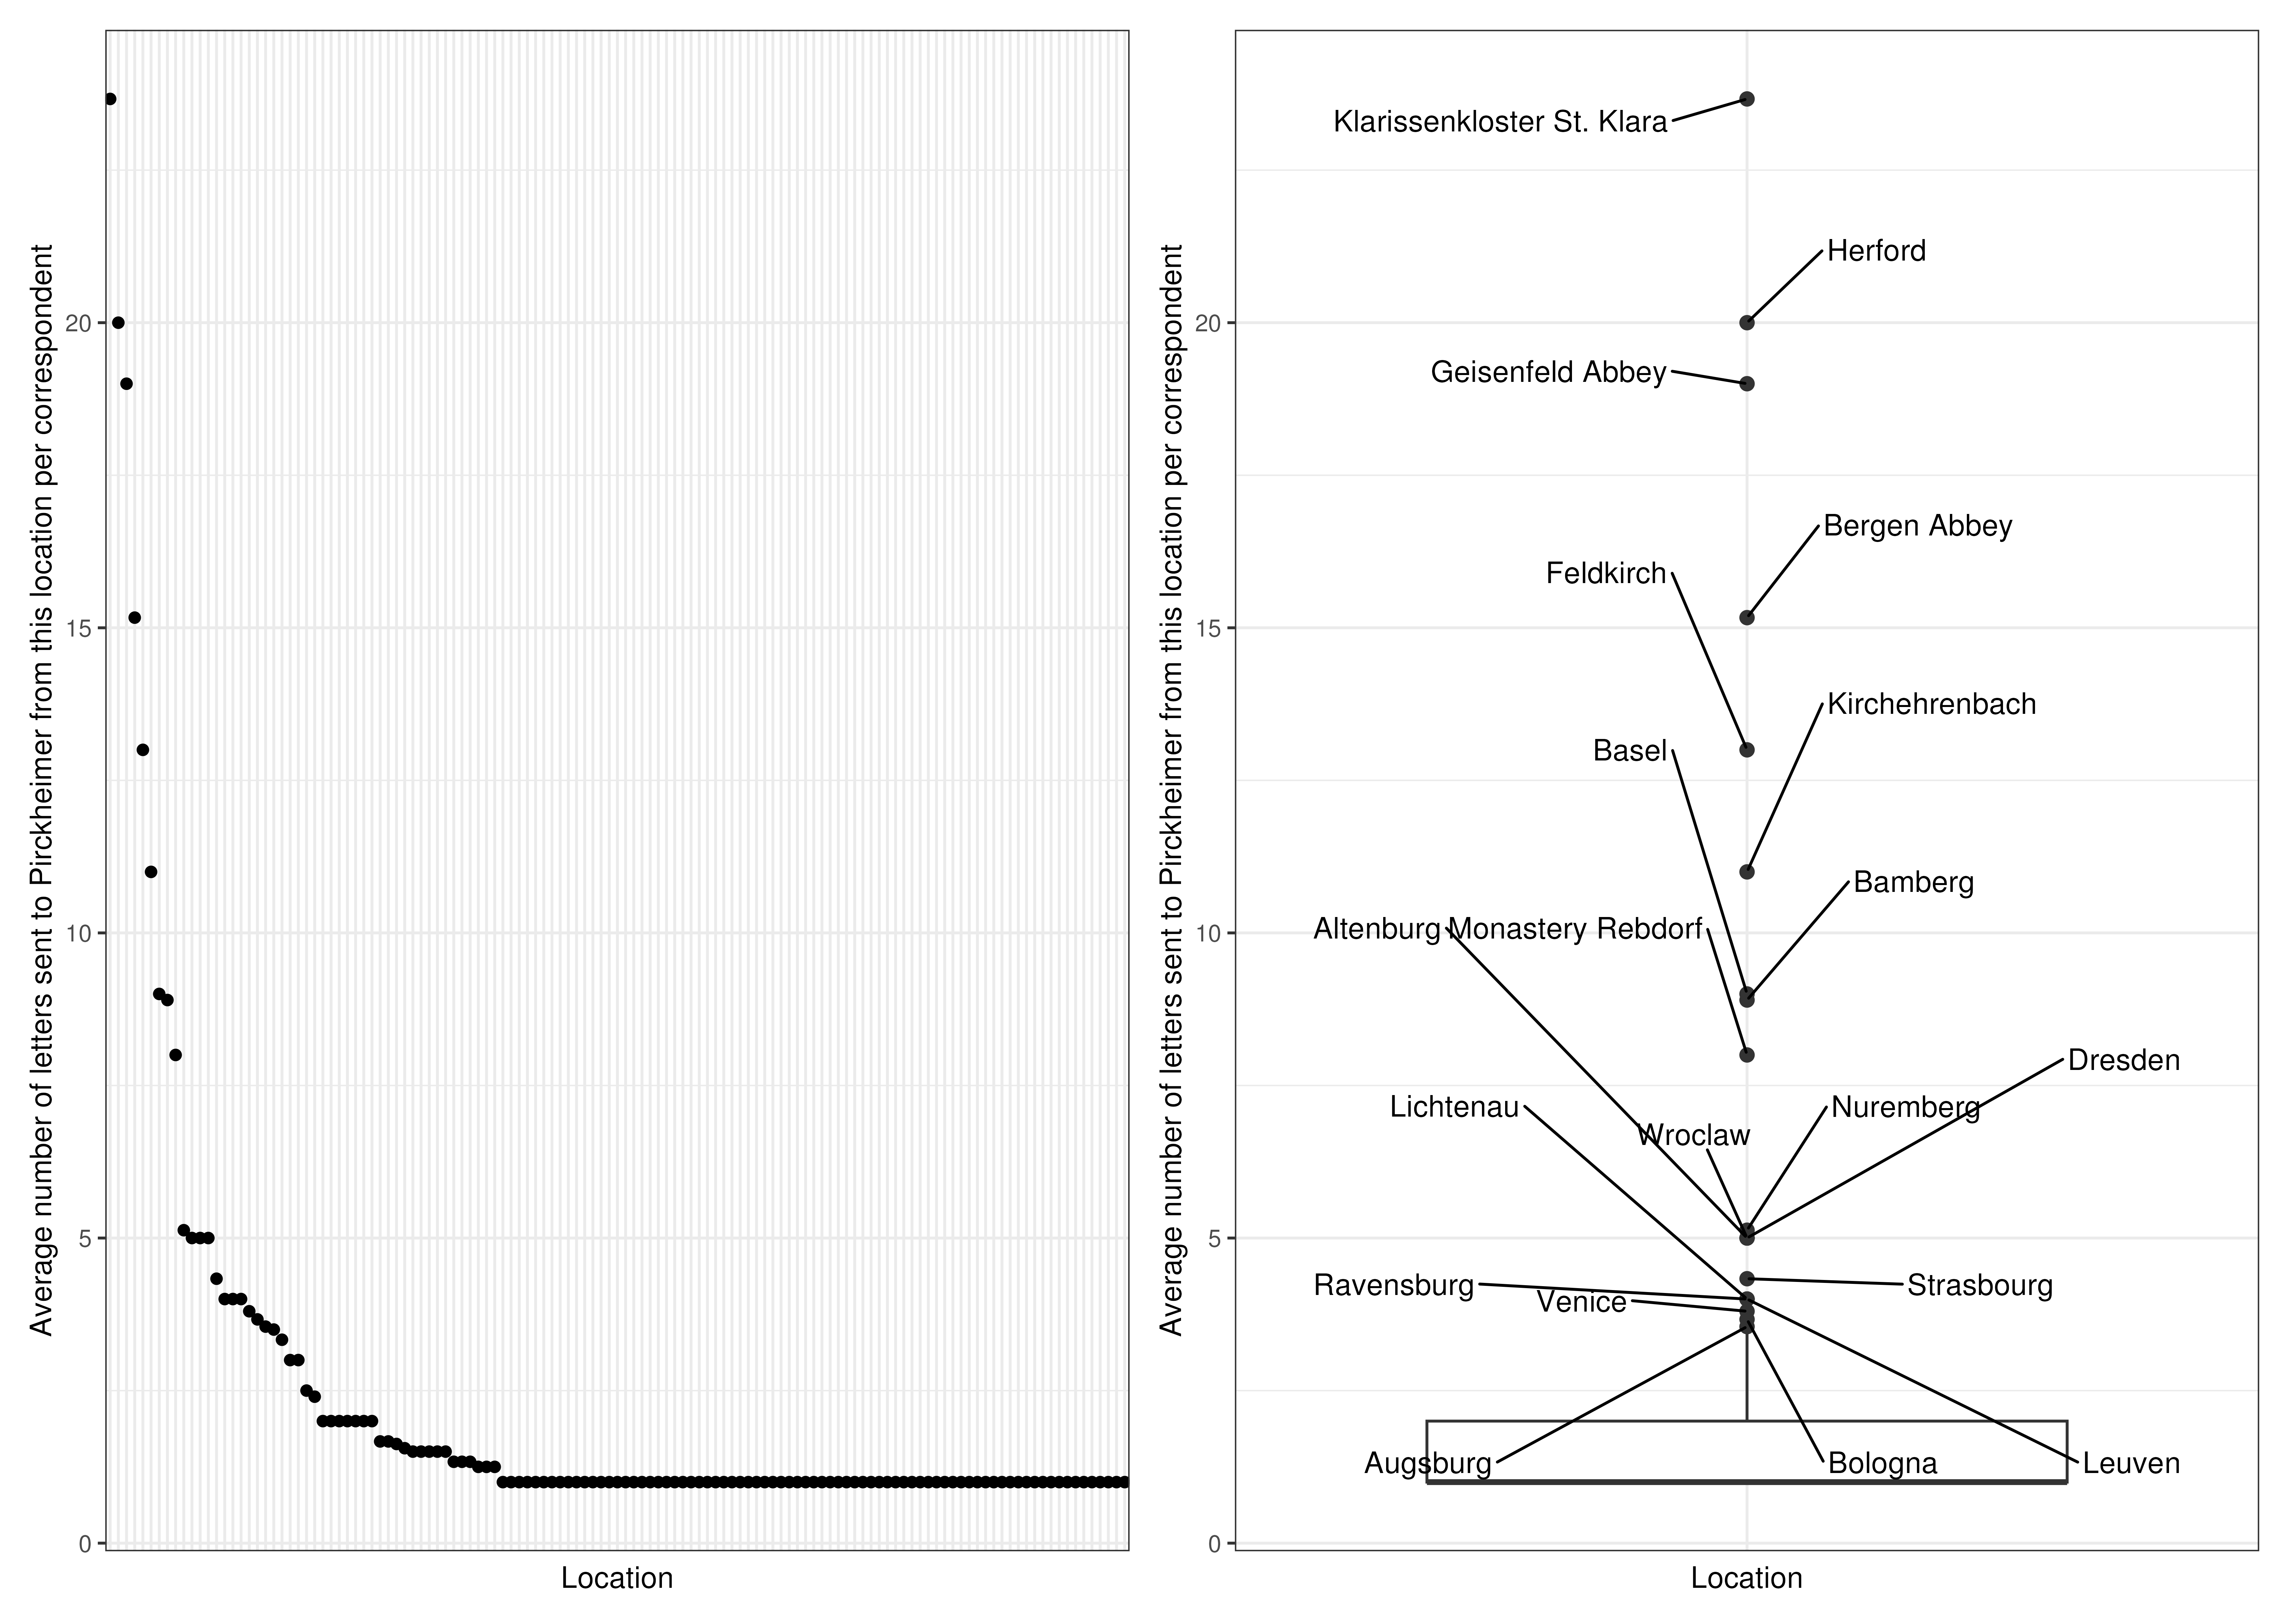 Average number of letters sent to Pirckheimer from this location per correspondent
20
15
10
5
0
Location
Average number of letters sent to Pirckheimer from this location per correspondent
20
15
10
5
0
Klarissenkloster St. Klara
Herford
Geisenfeld Abbey
Bergen Abbey
Feldkirch
Kirchehrenbach
Basel
Bamberg
Altenburg
Monastery Rebdorf
Dresden
Lichtenau
Nuremberg
Wroclaw
Ravensburg
Strasbourg
Venice
Augsburg
Bologna
Leuven
Location